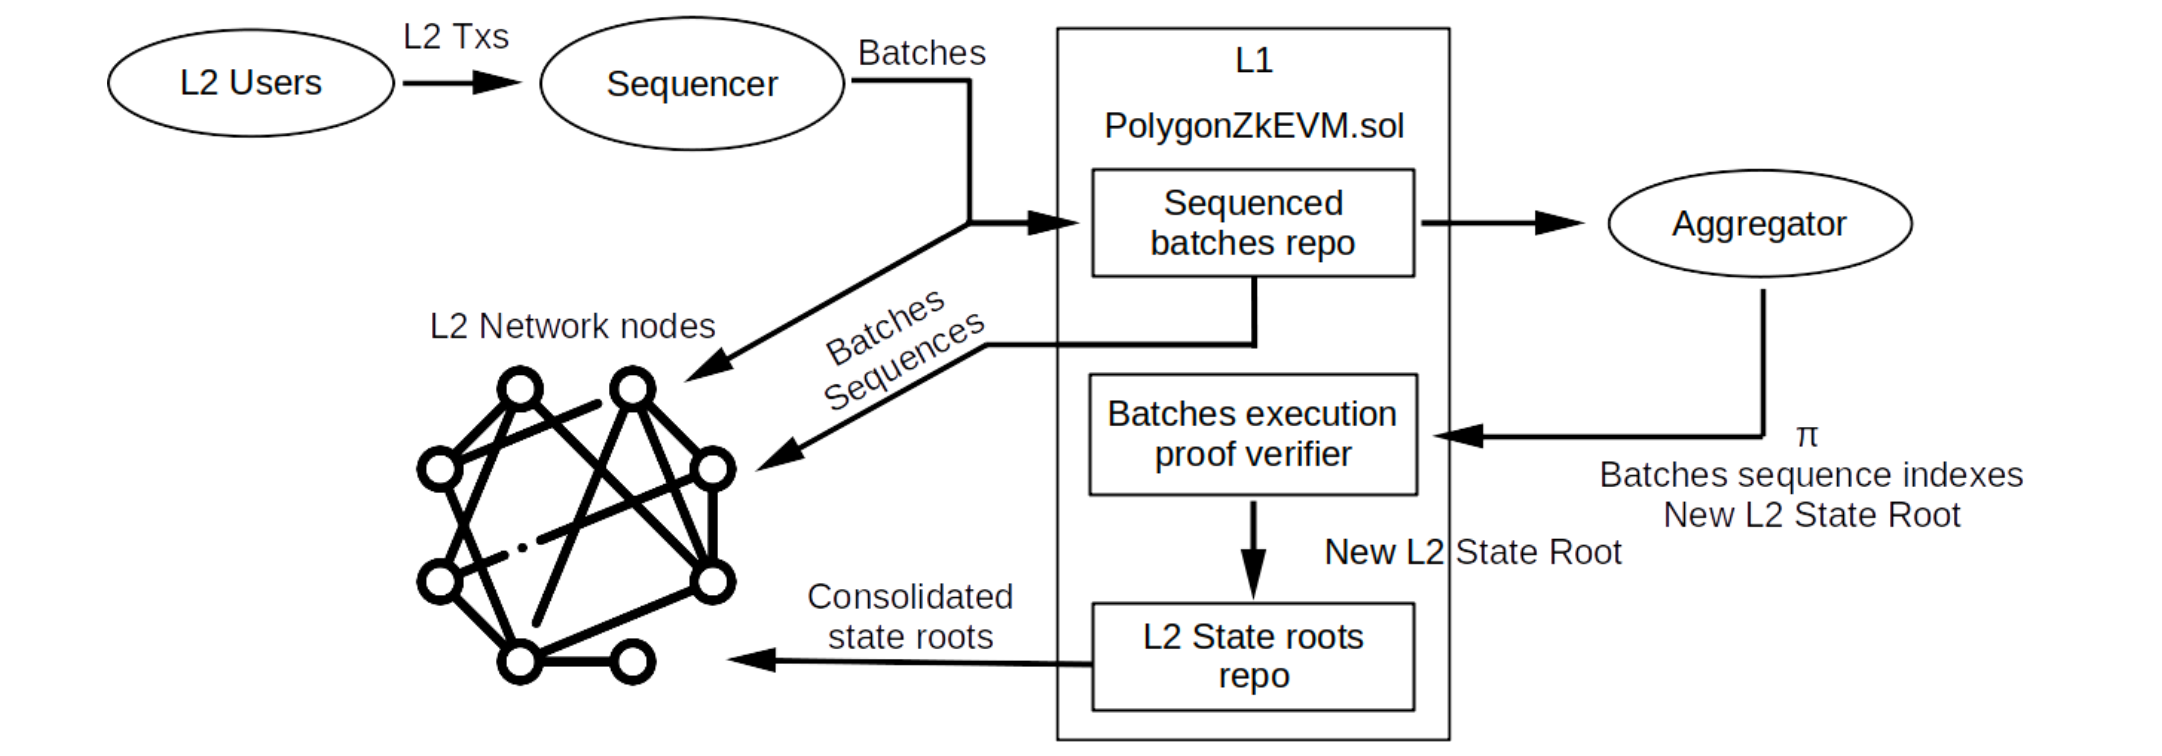 L2 Users
L2 Txs
Sequencer
Batches
L1
PolygonZkEVM.sol
Sequenced
batches repo
Aggregator
Batches
Sequences
L2 Network nodes
Batches execution
proof verifier
π
Batches sequence indexes
New L2 State Root
New L2 State Root
Consolidated
state roots
L2 State roots
repo